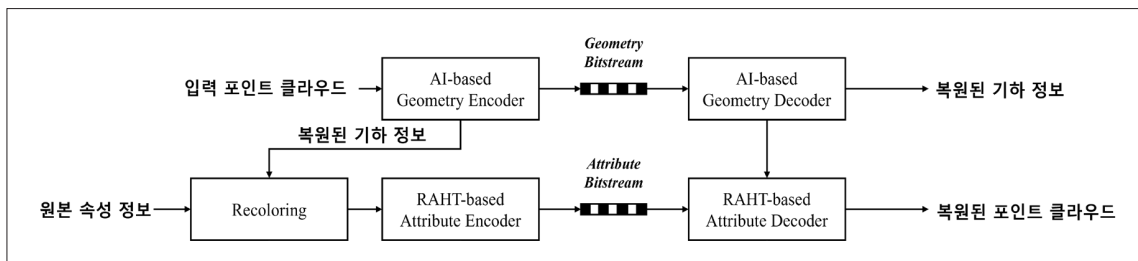 Geometry
Bitstream
입력 포인트 클라우드
AI-based
Geometry Encoder
AI-based
Geometry Decoder
복원된 기하 정보
복원된 기하 정보
Attribute
Bitstream
원본 속성 정보
Recoloring
RAHT-based
Attribute Encoder
RAHT-based
Attribute Decoder
복원된 포인트 클라우드